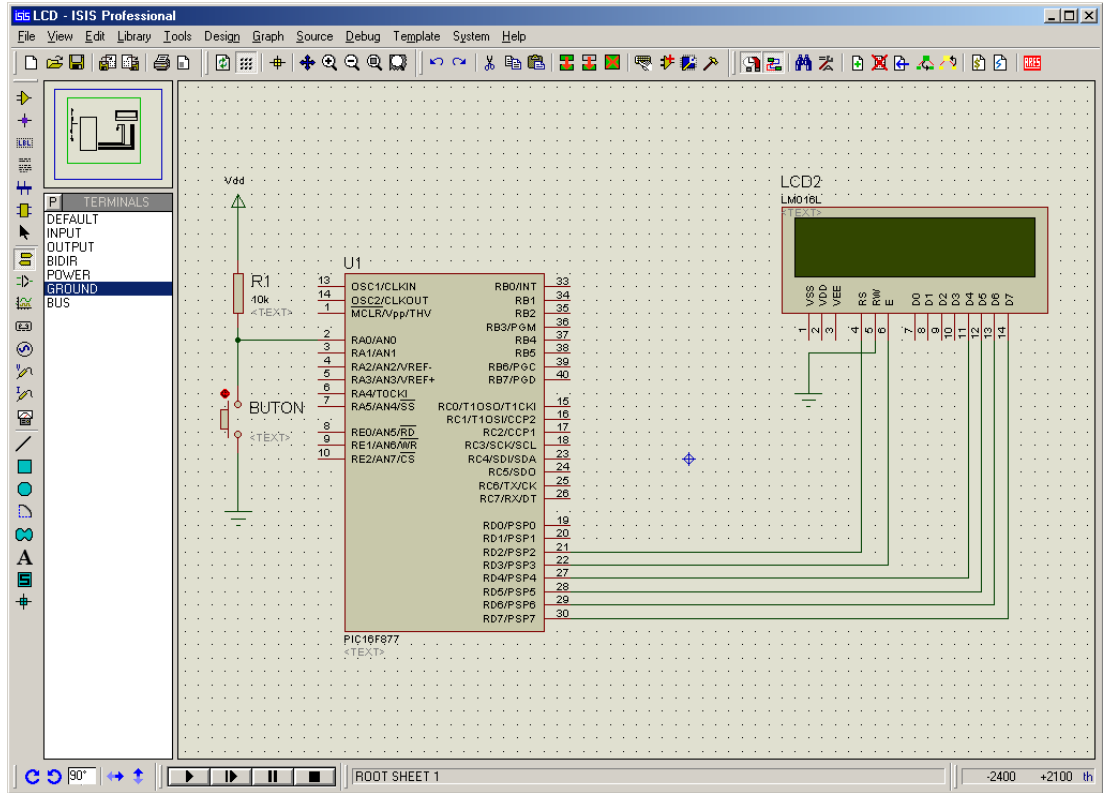 isis LCD - ISIS Professional
File View Edit Library Tools Design Graph Source Debug Template System Help
ARES
LBL
P TERMINALS
DEFAULT
INPUT
OUTPUT
BIDIR
POWER
GROUND
BUS
V
I
A
S
Vdd
R1
10k
<TEXT>
BUTON
<TEXT>
U1
13 OSC1/CLKIN RB0/INT 33
14 OSC2/CLKOUT RB1 34
1 MCLR/Vpp/THV RB2 35
RB3/PGM 36
2 RA0/AN0 RB4 37
3 RA1/AN1 RB5 38
4 RA2/AN2/VREF- RB6/PGC 39
5 RA3/AN3/VREF+ RB7/PGD 40
6 RA4/T0CKI
7 RA5/AN4/SS RC0/T1OSO/T1CKI 15
RC1/T1OSI/CCP2 16
8 RE0/AN5/RD RC2/CCP1 17
9 RE1/AN6/WR RC3/SCK/SCL 18
10 RE2/AN7/CS RC4/SDI/SDA 23
RC5/SDO 24
RC6/TX/CK 25
RC7/RX/DT 26
RD0/PSP0 19
RD1/PSP1 20
RD2/PSP2 21
RD3/PSP3 22
RD4/PSP4 27
RD5/PSP5 28
RD6/PSP6 29
RD7/PSP7 30
PIC16F877
<TEXT>
LCD2
LM016L
<TEXT>
VSS VDD VEE RS RW E D0 D1 D2 D3 D4 D5 D6 D7
1 2 3 4 5 6 7 8 9 10 11 12 13 14
90°
ROOT SHEET 1
-2400 +2100 th